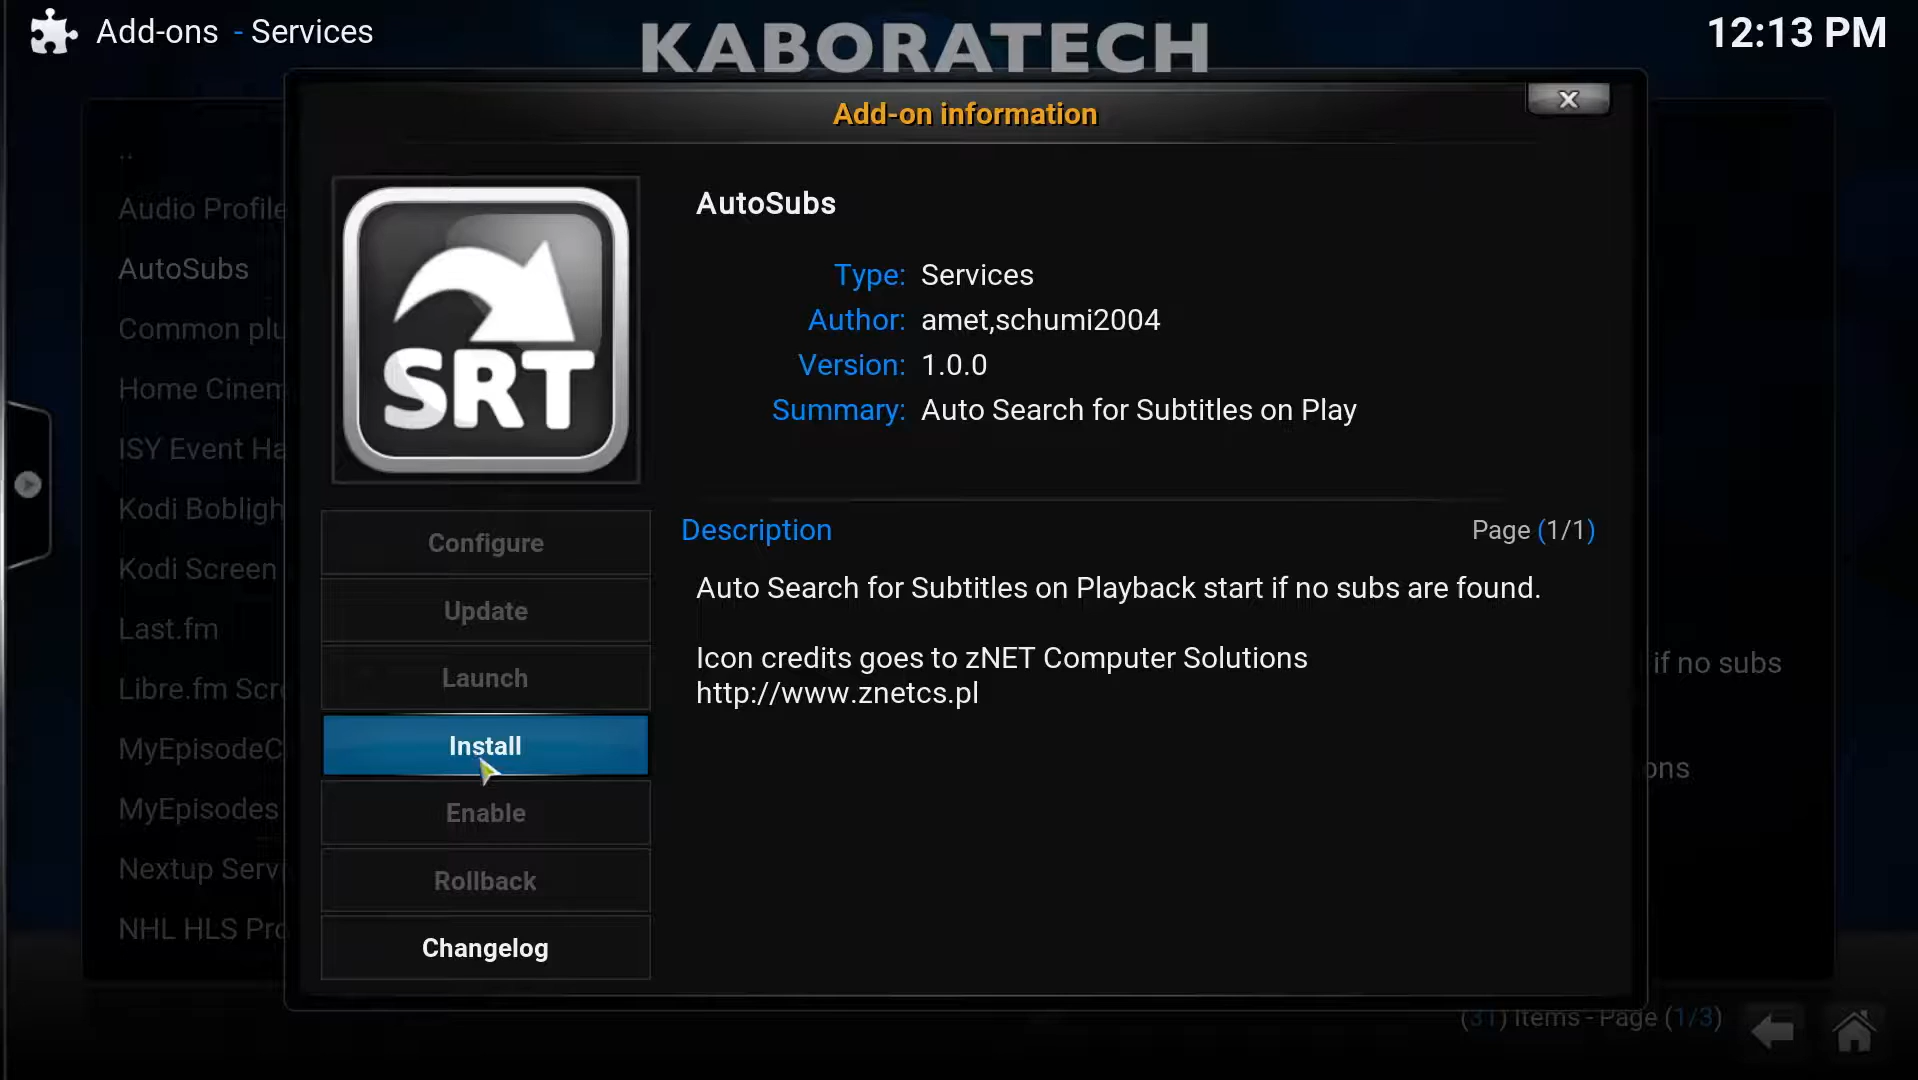 Add-ons - Services
KABORATECH
12:13 PM
Add-on information
x
..
Audio Profile
AutoSubs
Common plu
Home Cinem
ISY Event Ha
Kodi Bobligh
Kodi Screen
Last.fm
Libre.fm Scro
MyEpisodeC
MyEpisodes
Nextup Servi
NHL HLS Pro
SRT
AutoSubs
Type: Services
Author: amet,schumi2004
Version: 1.0.0
Summary: Auto Search for Subtitles on Play
Configure
Update
Launch
Install
Enable
Rollback
Changelog
Description
Page (1/1)
Auto Search for Subtitles on Playback start if no subs are found.
Icon credits goes to zNET Computer Solutions
http://www.znetcs.pl
if no subs
ons
(31) Items - Page (1/3)